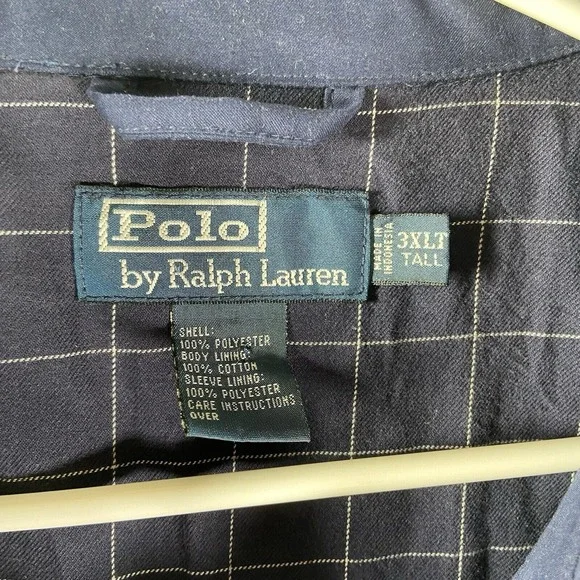 Polo
by Ralph Lauren
MADE IN
INDONESIA
3XLT
TALL
SHELL:
100% POLYESTER
BODY LINING:
100% COTTON
SLEEVE LINING:
100% POLYESTER
CARE INSTRUCTIONS
OVER